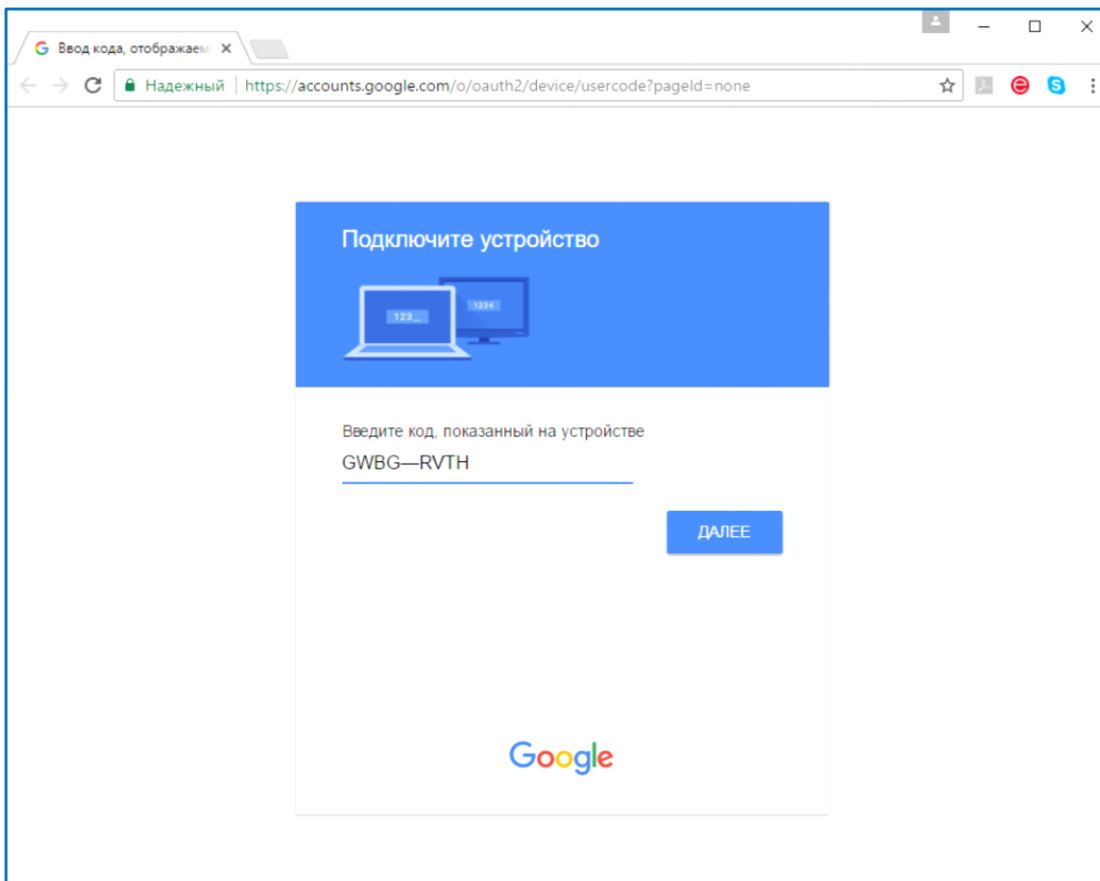 Ввод кода, отображаем
Надежный https://accounts.google.com/o/oauth2/device/usercode?pageId=none
Подключите устройство
123_
1234
Введите код, показанный на устройстве
GWBG—RVTH
ДАЛЕЕ
Google